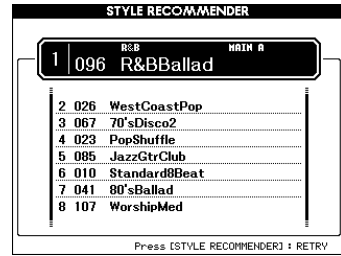 STYLE RECOMMENDER
R&B MAIN A
1 096 R&BBallad
2 026 WestCoastPop
3 067 70'sDisco2
4 023 PopShuffle
5 085 JazzGtrClub
6 010 Standard8Beat
7 041 80'sBallad
8 107 WorshipMed
Press [STYLE RECOMMENDER] : RETRY